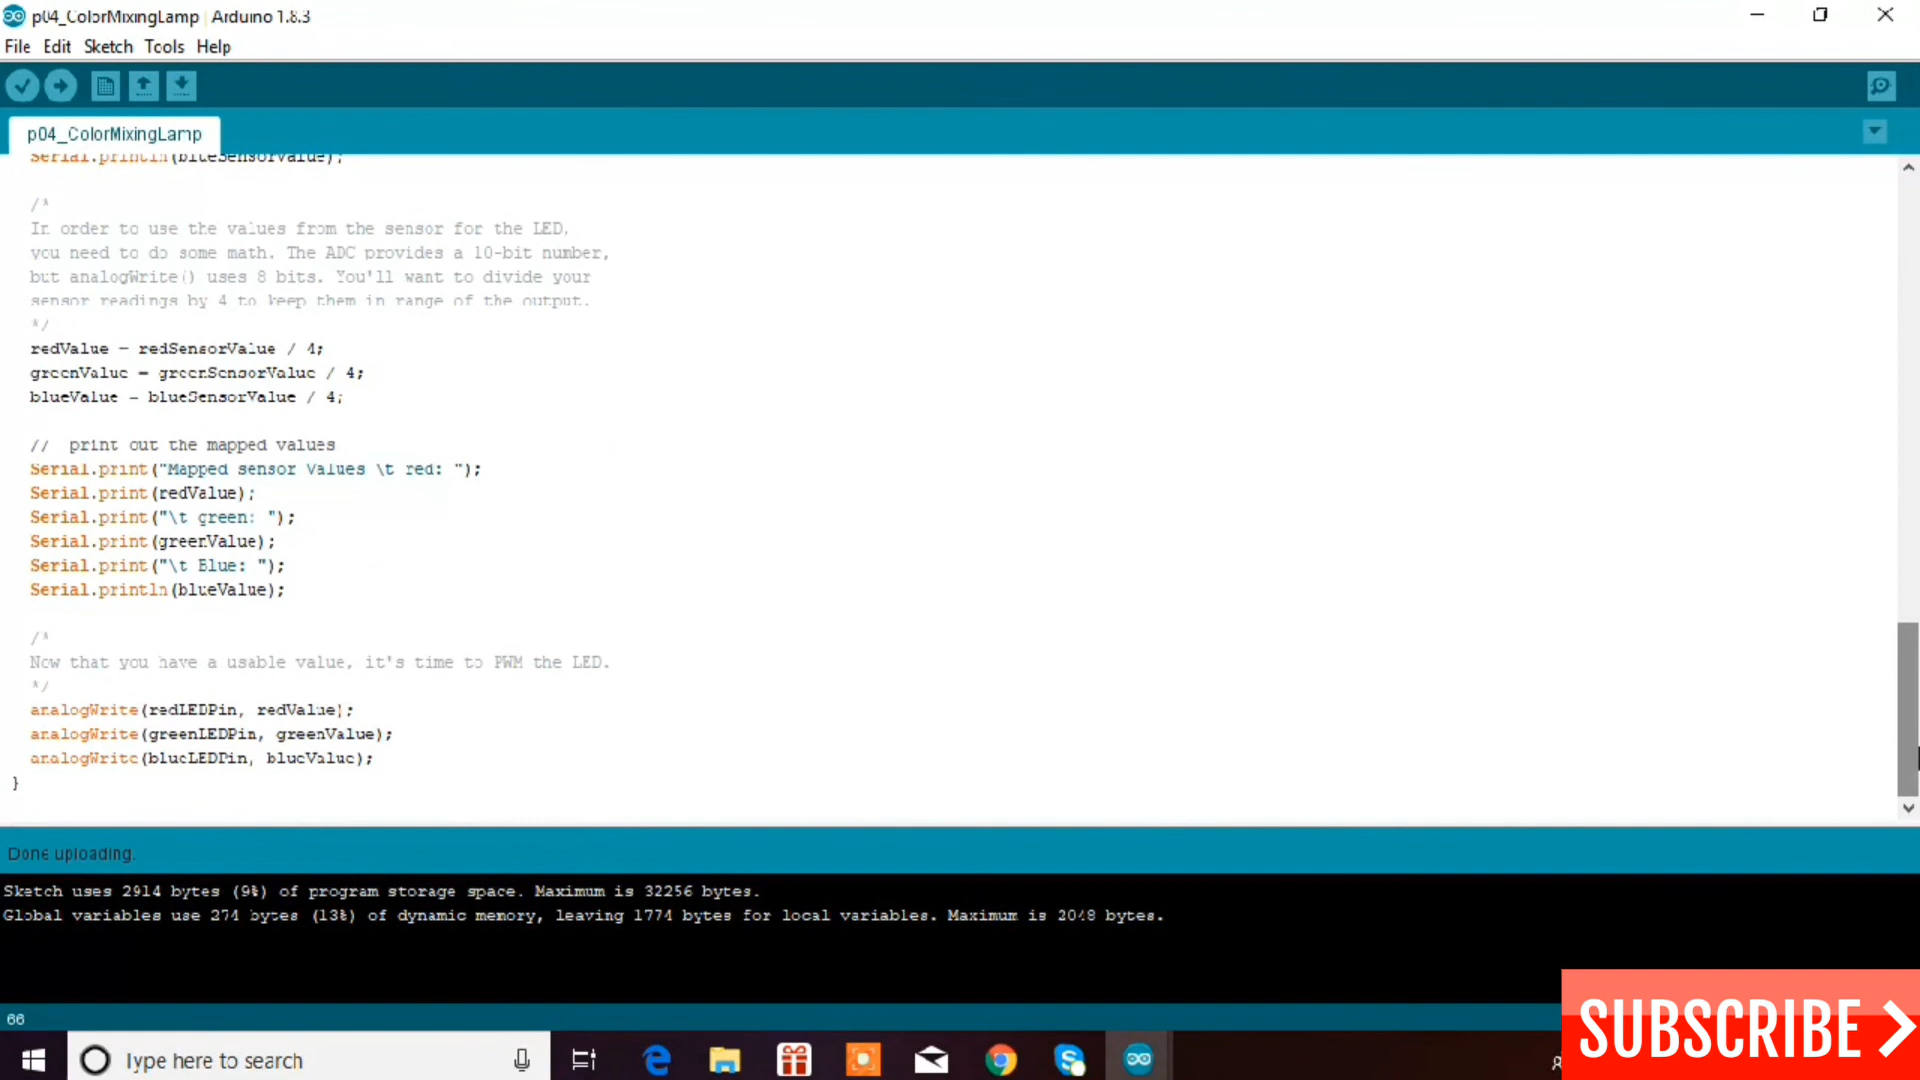 p04_ColorMixingLamp | Arduino 1.8.3
File Edit Sketch Tools Help
p04_ColorMixingLamp
Serial.println(blueSensorValue);
/*
In order to use the values from the sensor for the LED,
you need to do some math. The ADC provides a 10-bit number,
but analogWrite() uses 8 bits. You'll want to divide your
sensor readings by 4 to keep them in range of the output.
*/
redValue = redSensorValue / 4;
greenValue = greenSensorValue / 4;
blueValue = blueSensorValue / 4;
//  print out the mapped values
Serial.print("Mapped sensor Values \t red: ");
Serial.print(redValue);
Serial.print("\t green: ");
Serial.print(greenValue);
Serial.print("\t Blue: ");
Serial.println(blueValue);
/*
Now that you have a usable value, it's time to PWM the LED.
*/
analogWrite(redLEDPin, redValue);
analogWrite(greenLEDPin, greenValue);
analogWrite(blueLEDPin, blueValue);
}
Done uploading.
Sketch uses 2914 bytes (9%) of program storage space. Maximum is 32256 bytes.
Global variables use 274 bytes (13%) of dynamic memory, leaving 1774 bytes for local variables. Maximum is 2048 bytes.
66
SUBSCRIBE
Type here to search